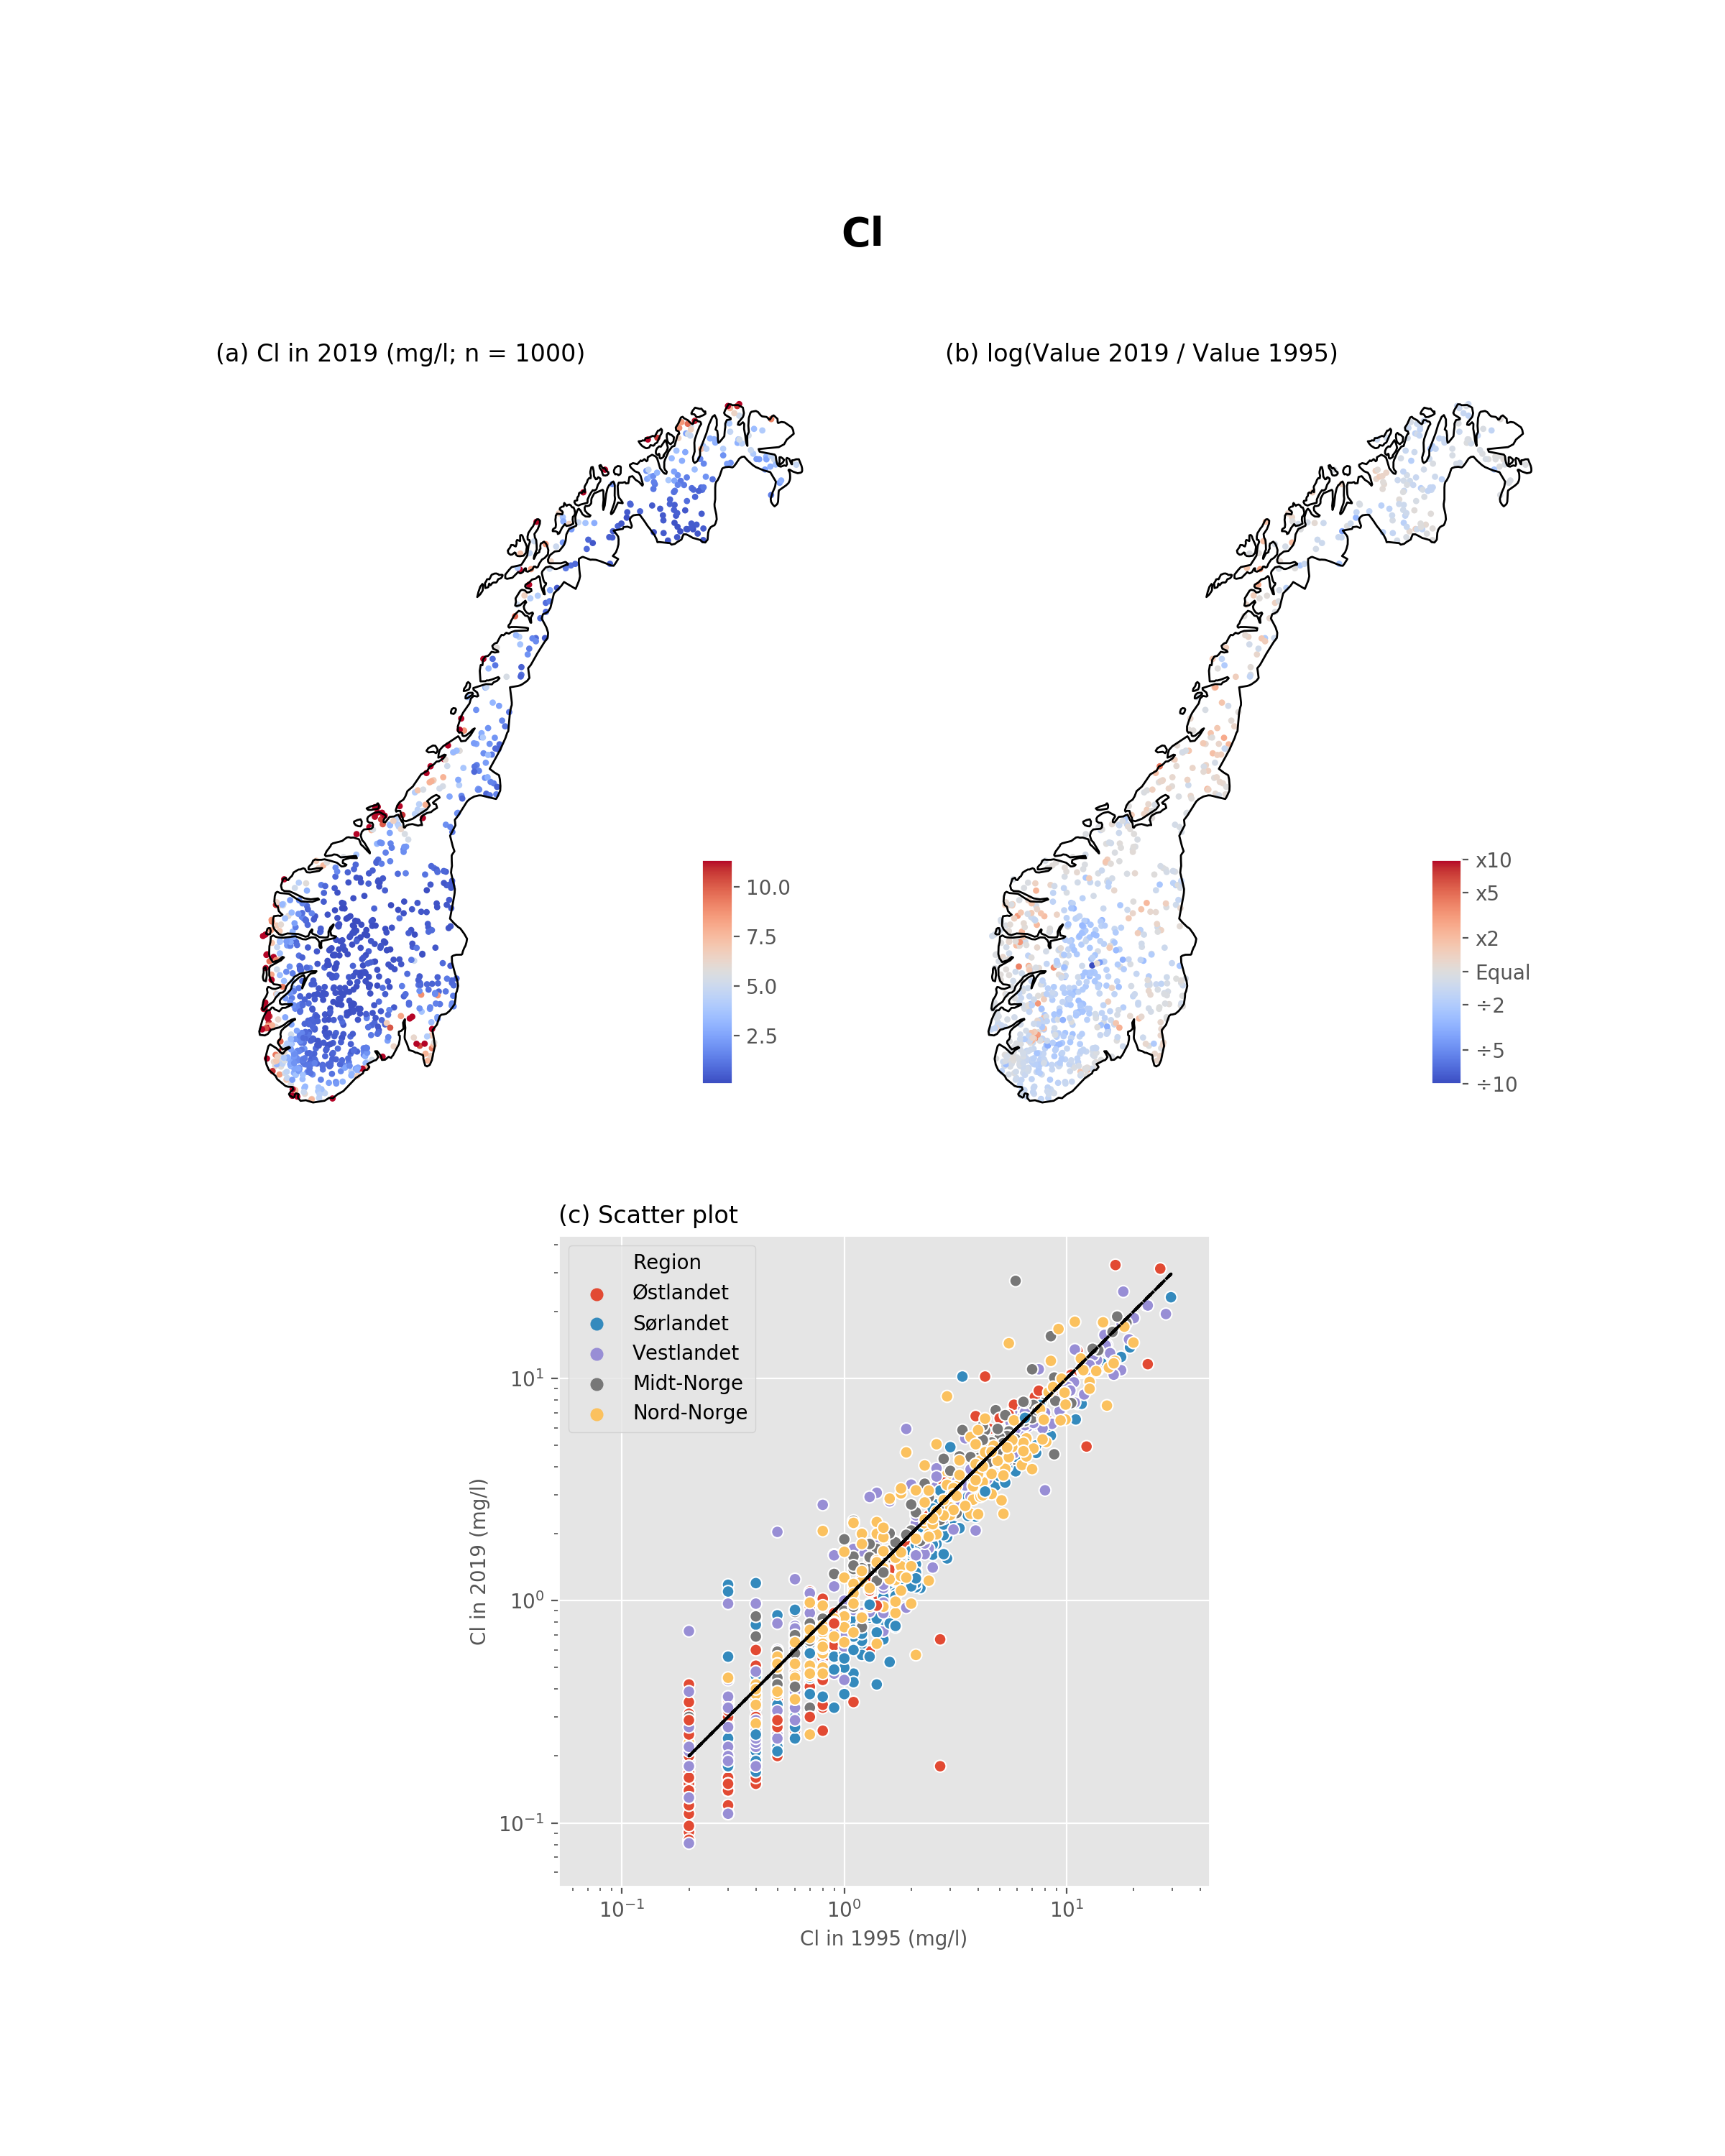 Cl
(a) Cl in 2019 (mg/l; n = 1000)
(b) log(Value 2019 / Value 1995)
10.0
7.5
5.0
2.5
x10
x5
x2
Equal
÷2
÷5
÷10
(c) Scatter plot
Region
Østlandet
Sørlandet
Vestlandet
Midt-Norge
Nord-Norge
Cl in 2019 (mg/l)
10¹
10⁰
10⁻¹
10⁻¹ 10⁰ 10¹
Cl in 1995 (mg/l)